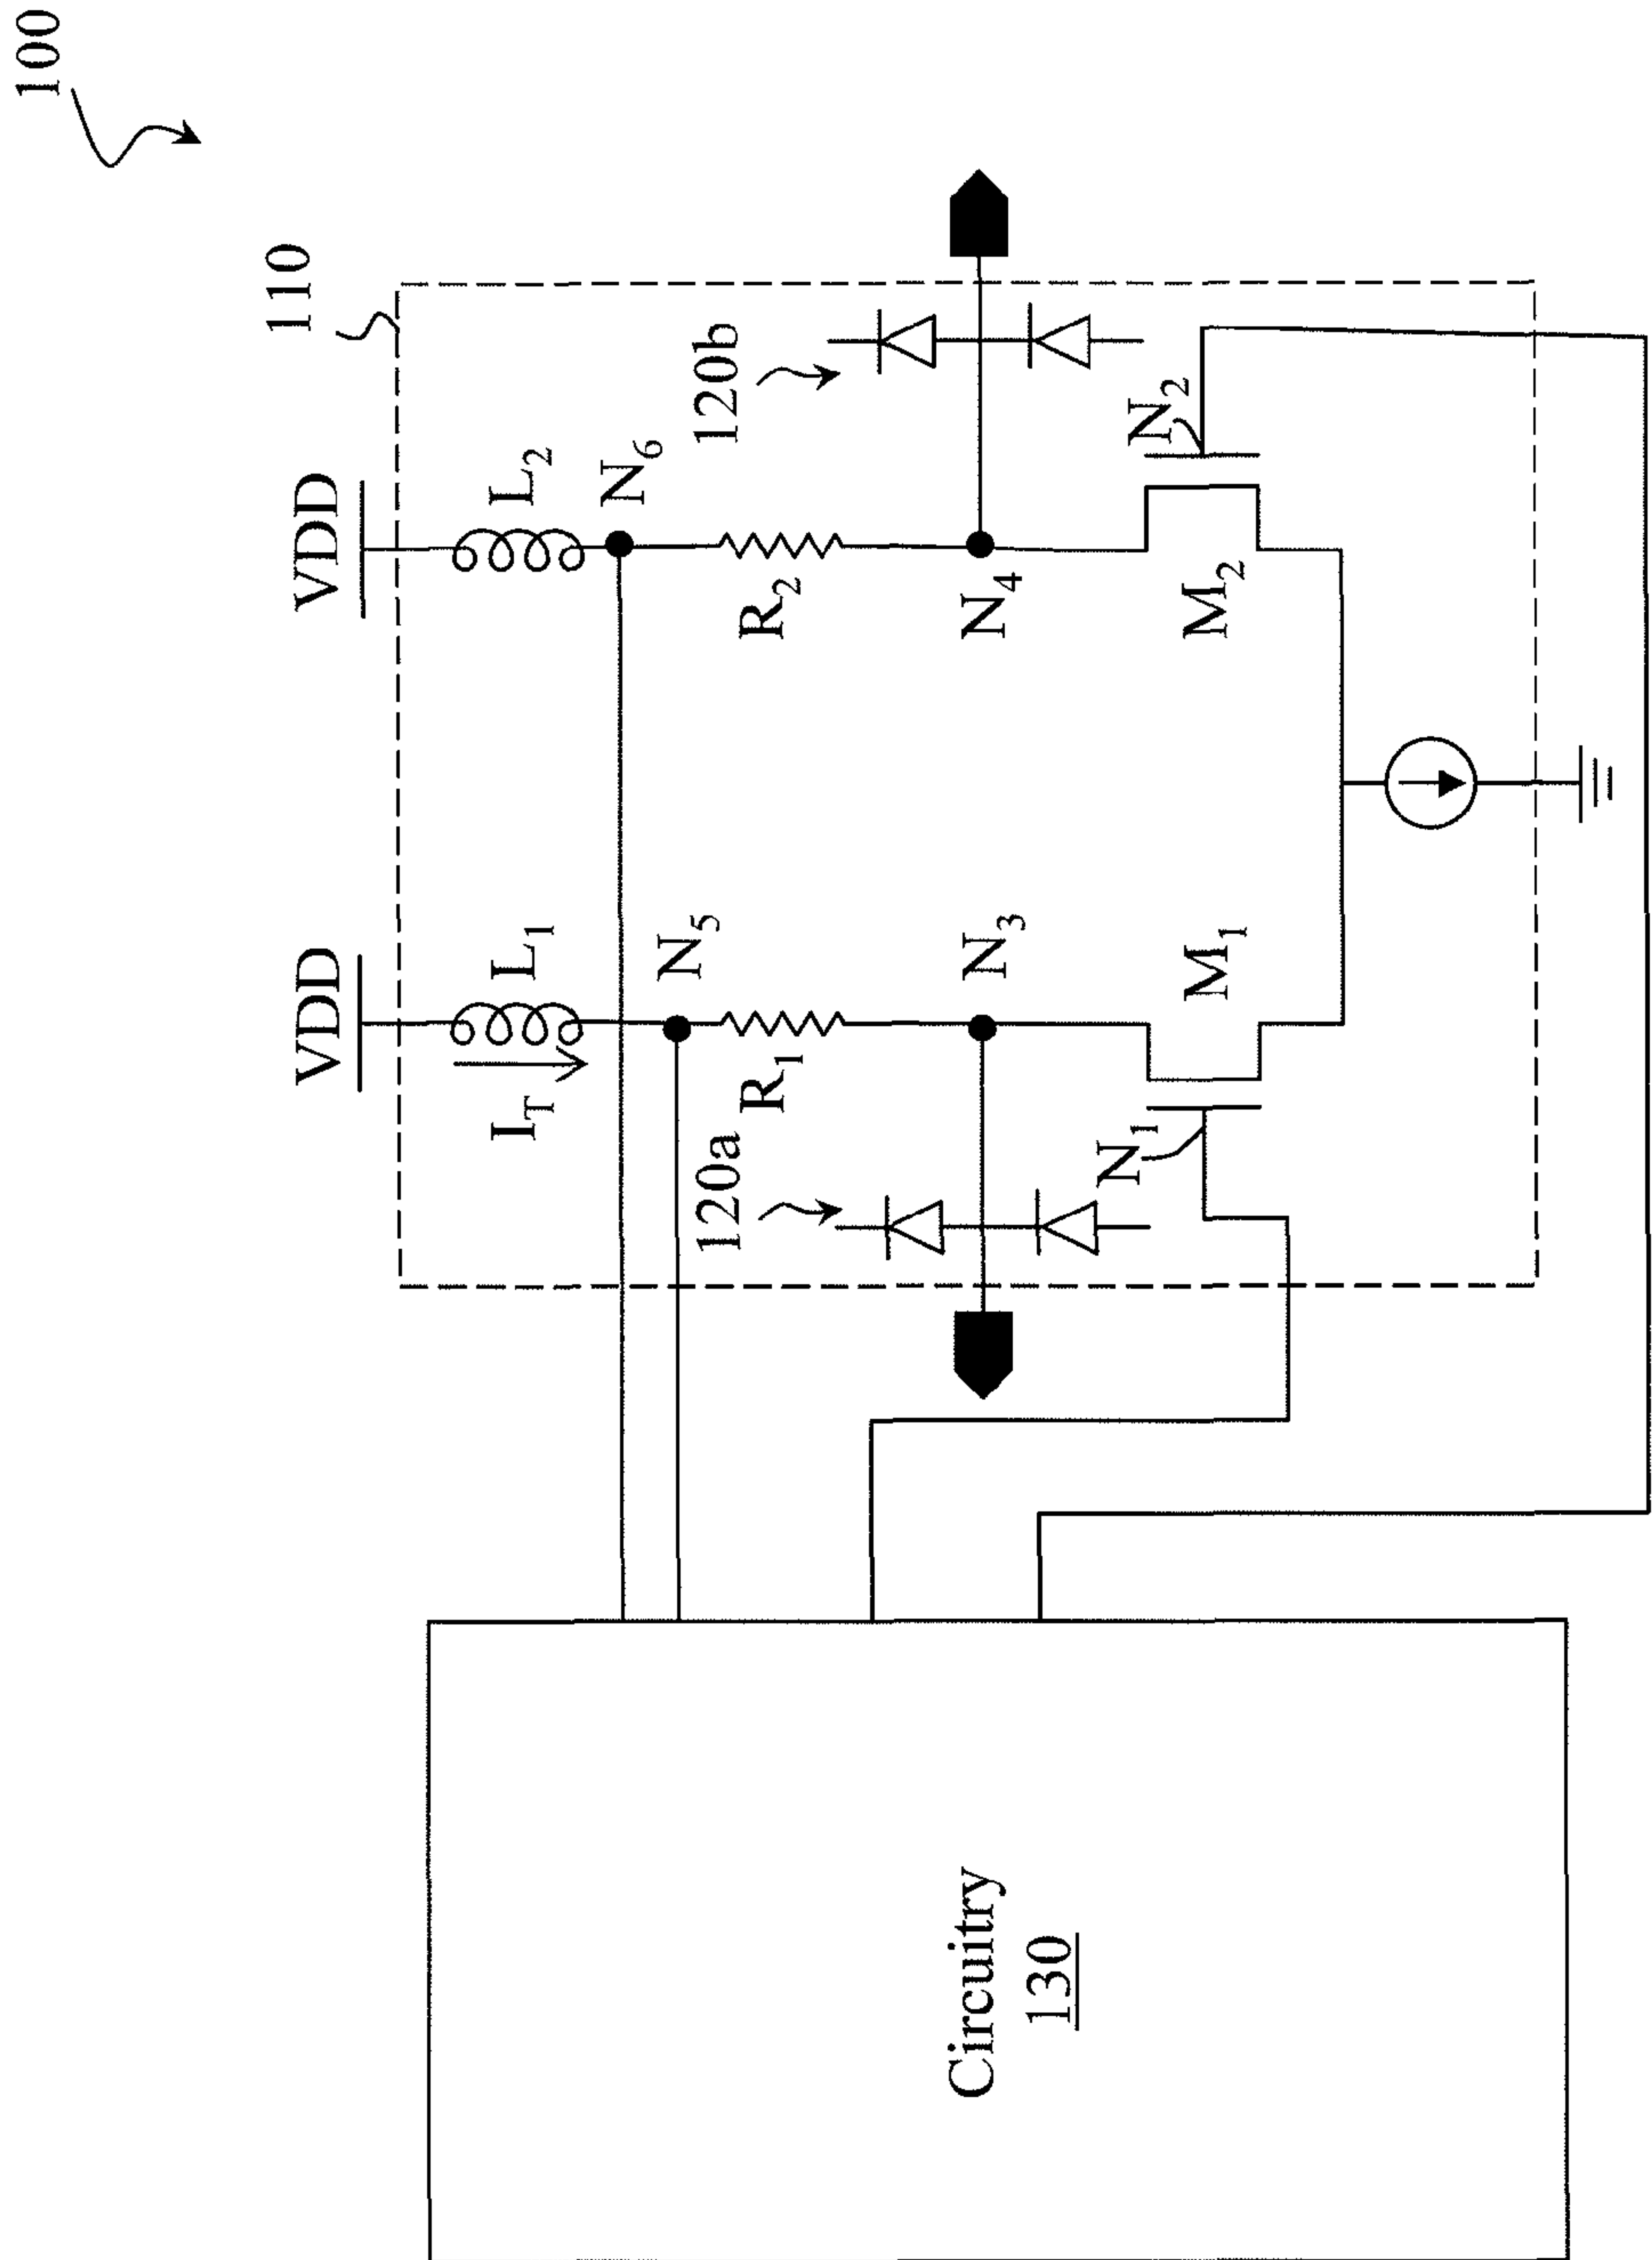 100
110
VDD
VDD
L₁
L₂
I_T
N₅
N₆
R₁
R₂
120a
120b
N₃
N₄
N₁
N₂
M₁
M₂
Circuitry
130